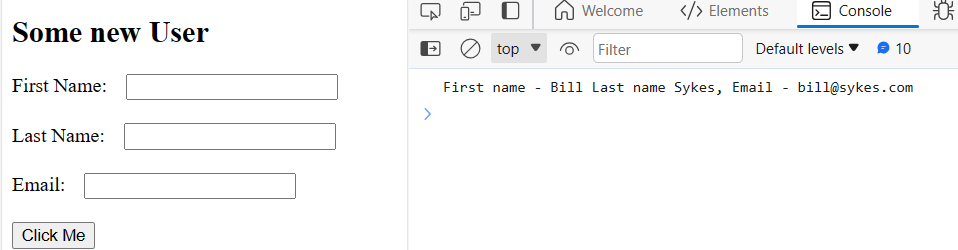 Some new User
First Name:
Last Name:
Email:
Click Me
Welcome
Elements
Console
top
Filter
Default levels
10
First name - Bill Last name Sykes, Email - bill@sykes.com